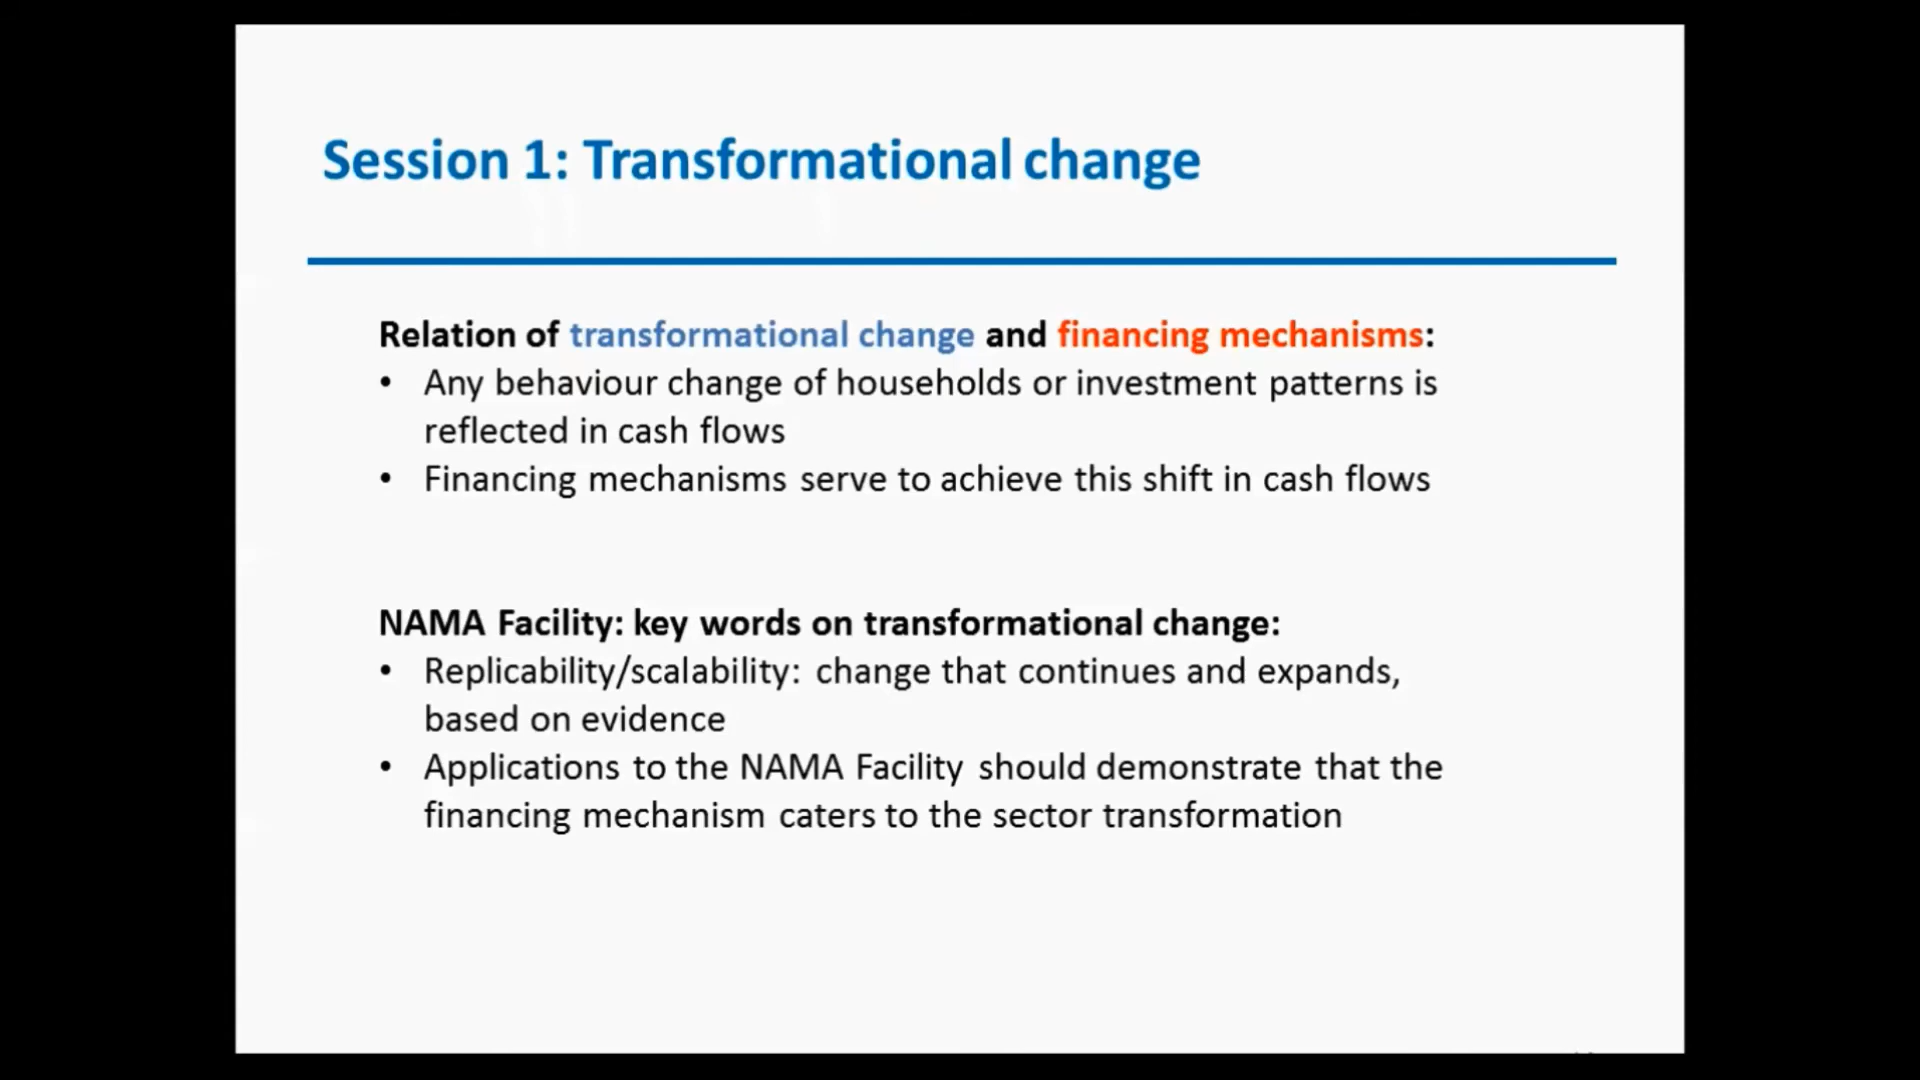 Session 1: Transformational change
Relation of transformational change and financing mechanisms:
• Any behaviour change of households or investment patterns is
reflected in cash flows
• Financing mechanisms serve to achieve this shift in cash flows
NAMA Facility: key words on transformational change:
• Replicability/scalability: change that continues and expands,
based on evidence
• Applications to the NAMA Facility should demonstrate that the
financing mechanism caters to the sector transformation